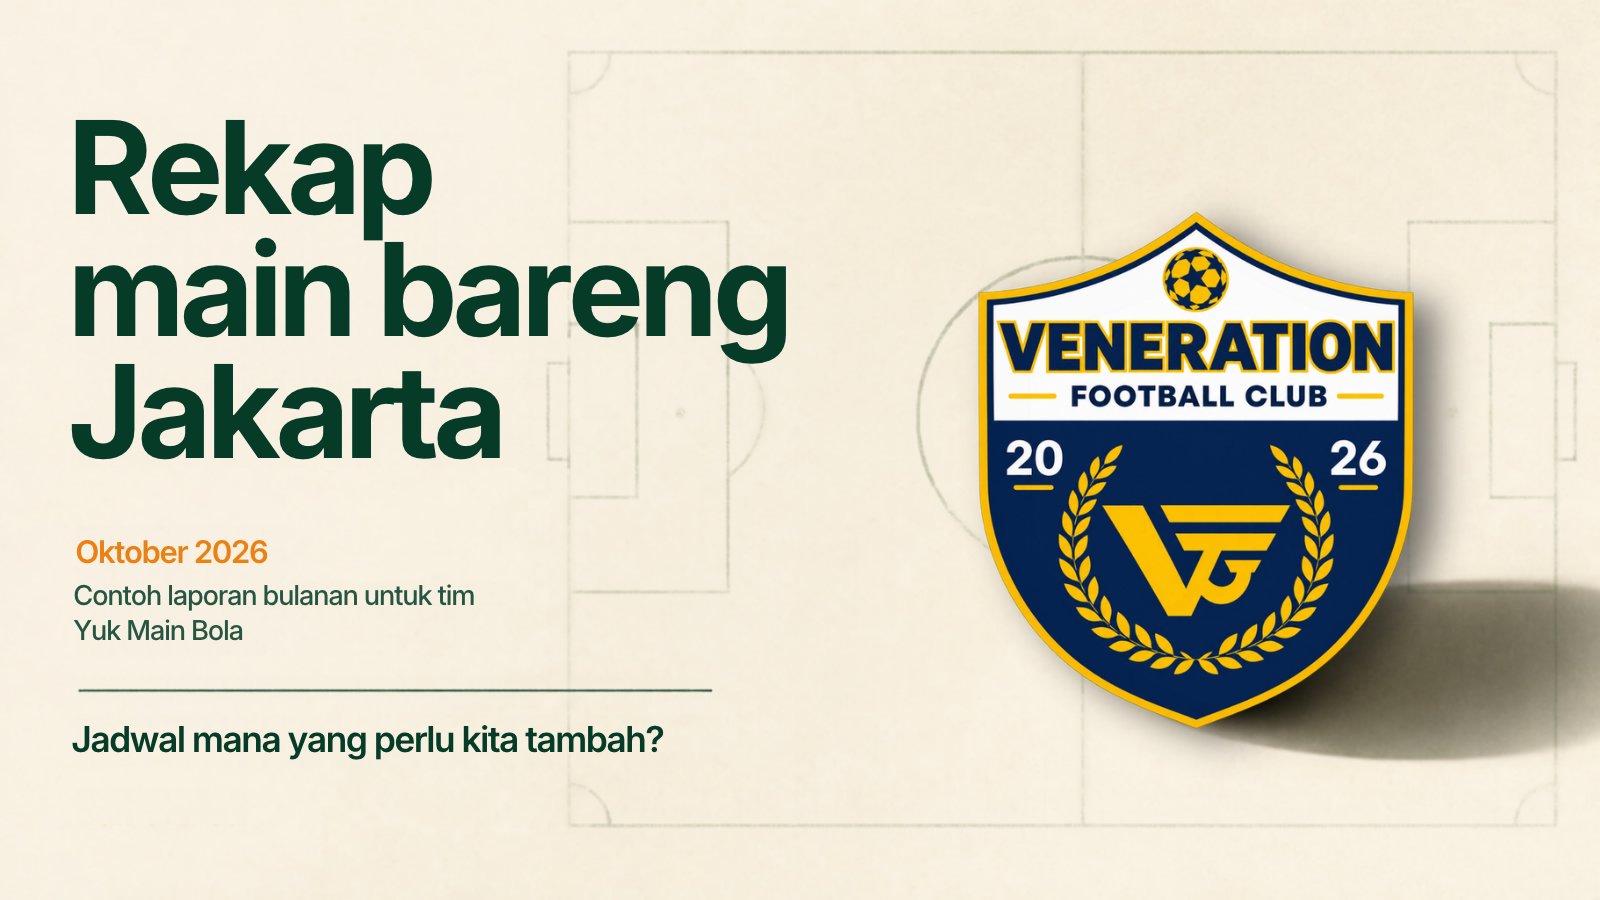 Rekap
main bareng
Jakarta
Oktober 2026
Contoh laporan bulanan untuk tim
Yuk Main Bola
Jadwal mana yang perlu kita tambah?
VENERATION
FOOTBALL CLUB
20 26
VFG